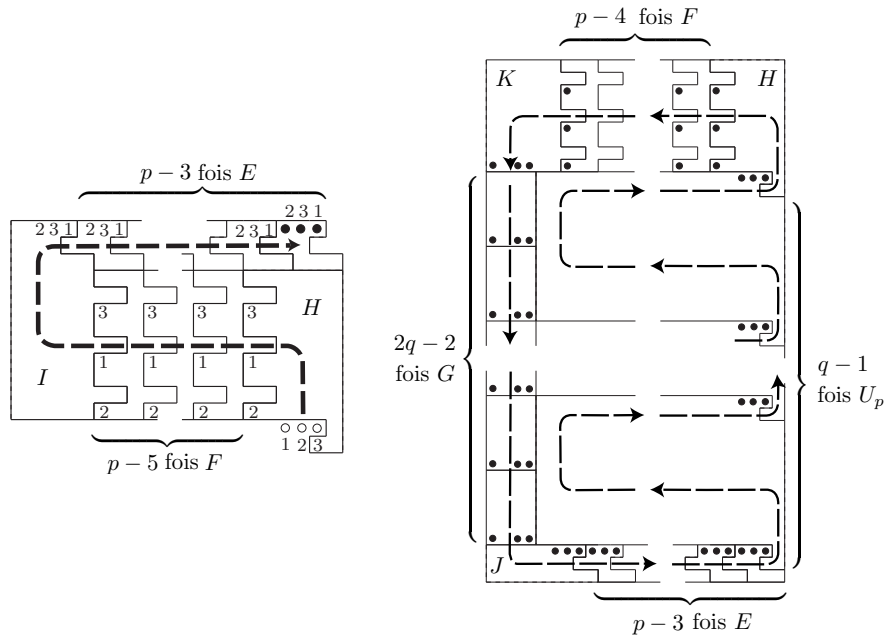 p − 4 fois F
K
H
p − 3 fois E
2 3 1
2 3 1 2 3 1 2 3 1
3 3 3 3
H
2q − 2
fois G
q − 1
fois U_p
1 1 1 1
I
2 2 2 2
1 2 3
p − 5 fois F
J
p − 3 fois E